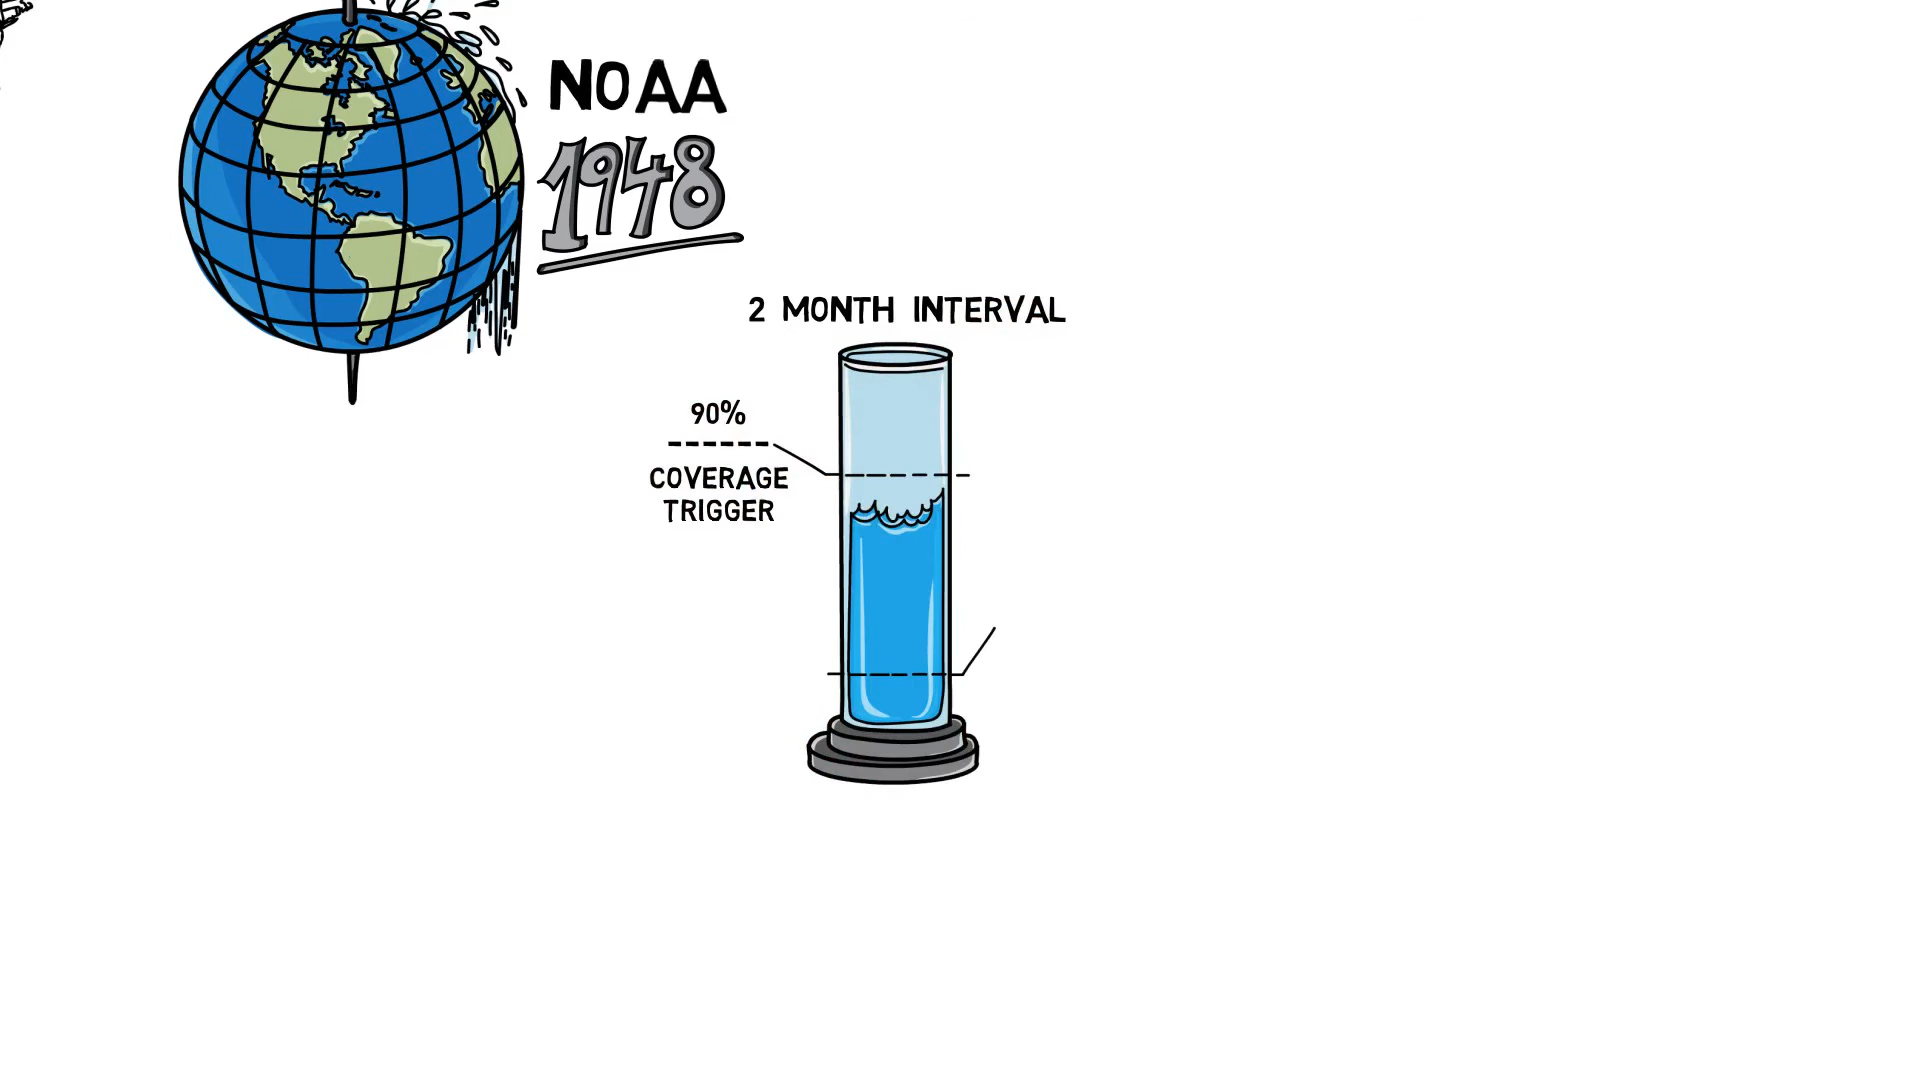 NOAA
1948
2 MONTH INTERVAL
90%
COVERAGE
TRIGGER